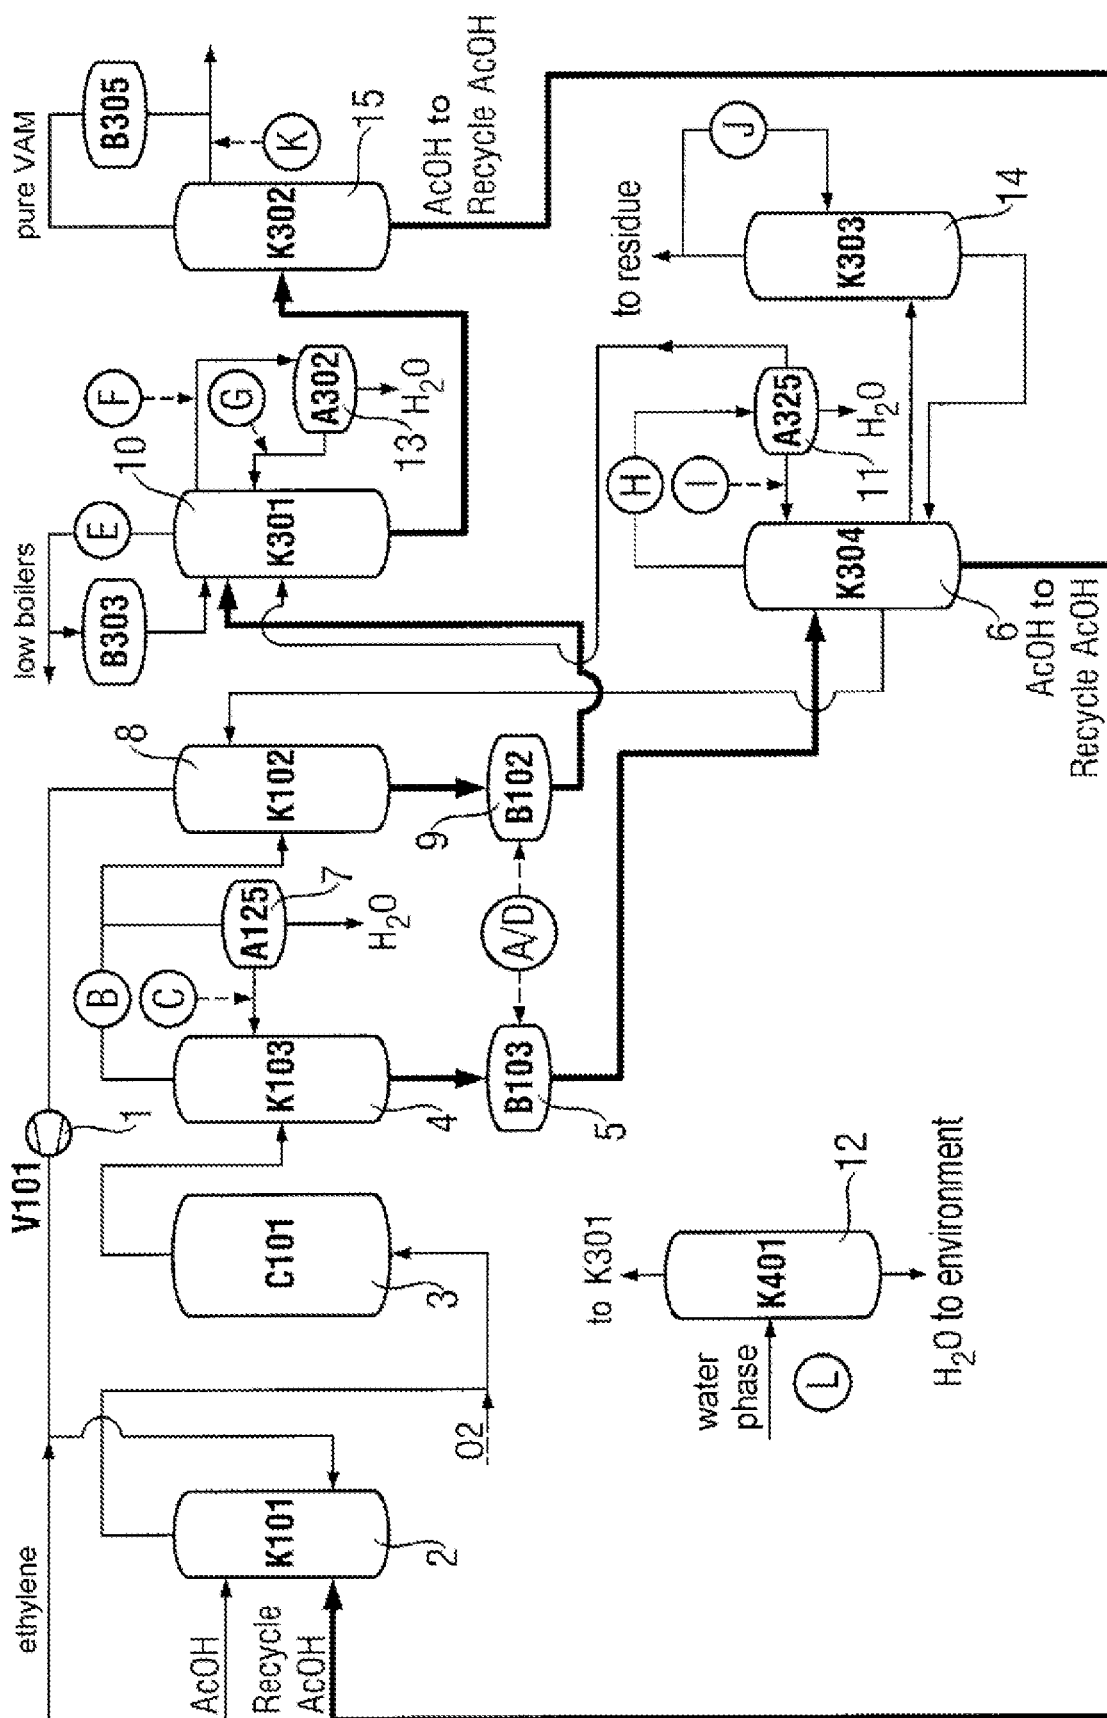 ethylene
V101
1
AcOH
Recycle
AcOH
K101
2
O2
C101
3
K103
4
B
C
A125
7
H2O
B103
5
A/D
K102
8
B102
9
low boilers
B303
E
10
K301
F
G
A302
13
H2O
pure VAM
B305
K
K302
15
AcOH to
Recycle AcOH
water
phase
L
to K301
K401
12
H2O to environment
K304
6
AcOH to
Recycle AcOH
H
I
A325
11
H2O
to residue
J
K303
14